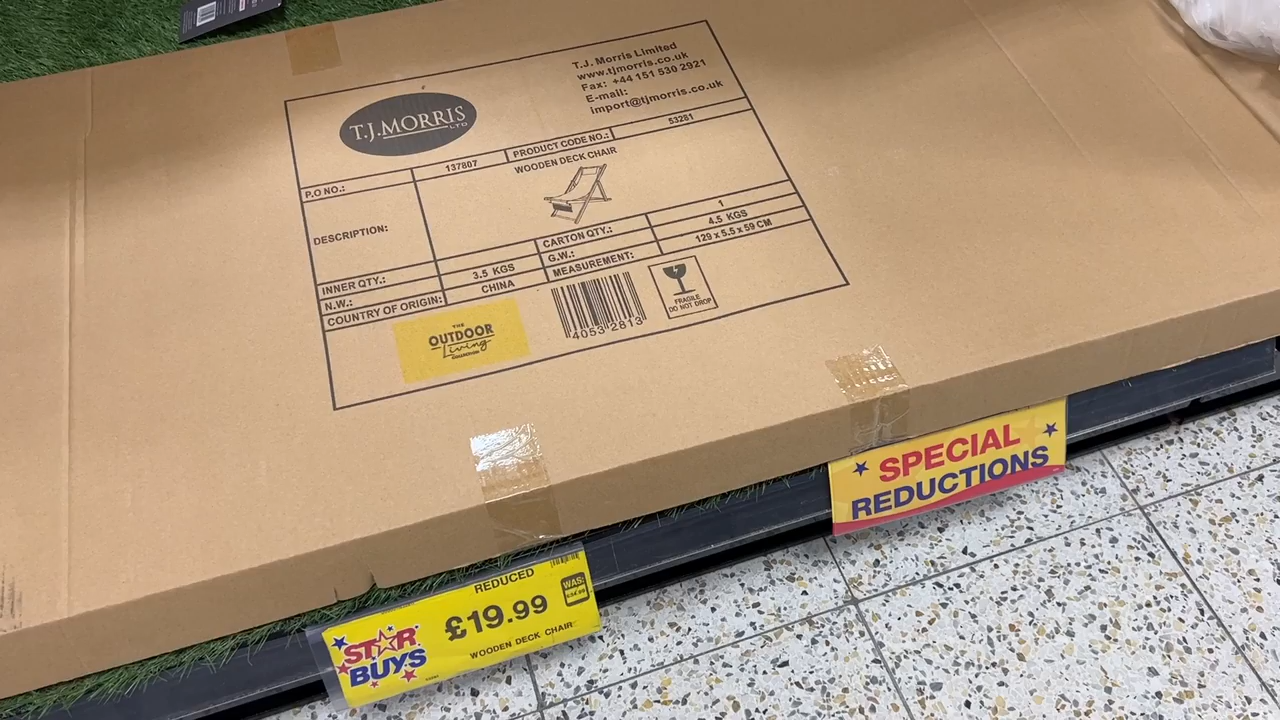 T.J.MORRIS
LTD
T.J. Morris Limited
www.tjmorris.co.uk
Fax: +44 151 530 2921
E-mail:
import@tjmorris.co.uk
P.O NO.:
137807
PRODUCT CODE NO.:
53281
DESCRIPTION:
WOODEN DECK CHAIR
INNER QTY.:
CARTON QTY.:
1
N.W.:
3.5 KGS
G.W.:
4.5 KGS
COUNTRY OF ORIGIN:
CHINA
MEASUREMENT:
129 x 5.5 x 59 CM
THE
OUTDOOR
Living
COLLECTION
40532813
FRAGILE
DO NOT DROP
SPECIAL
REDUCTIONS
STAR
BUYS
REDUCED
£19.99
WAS:
WOODEN DECK CHAIR